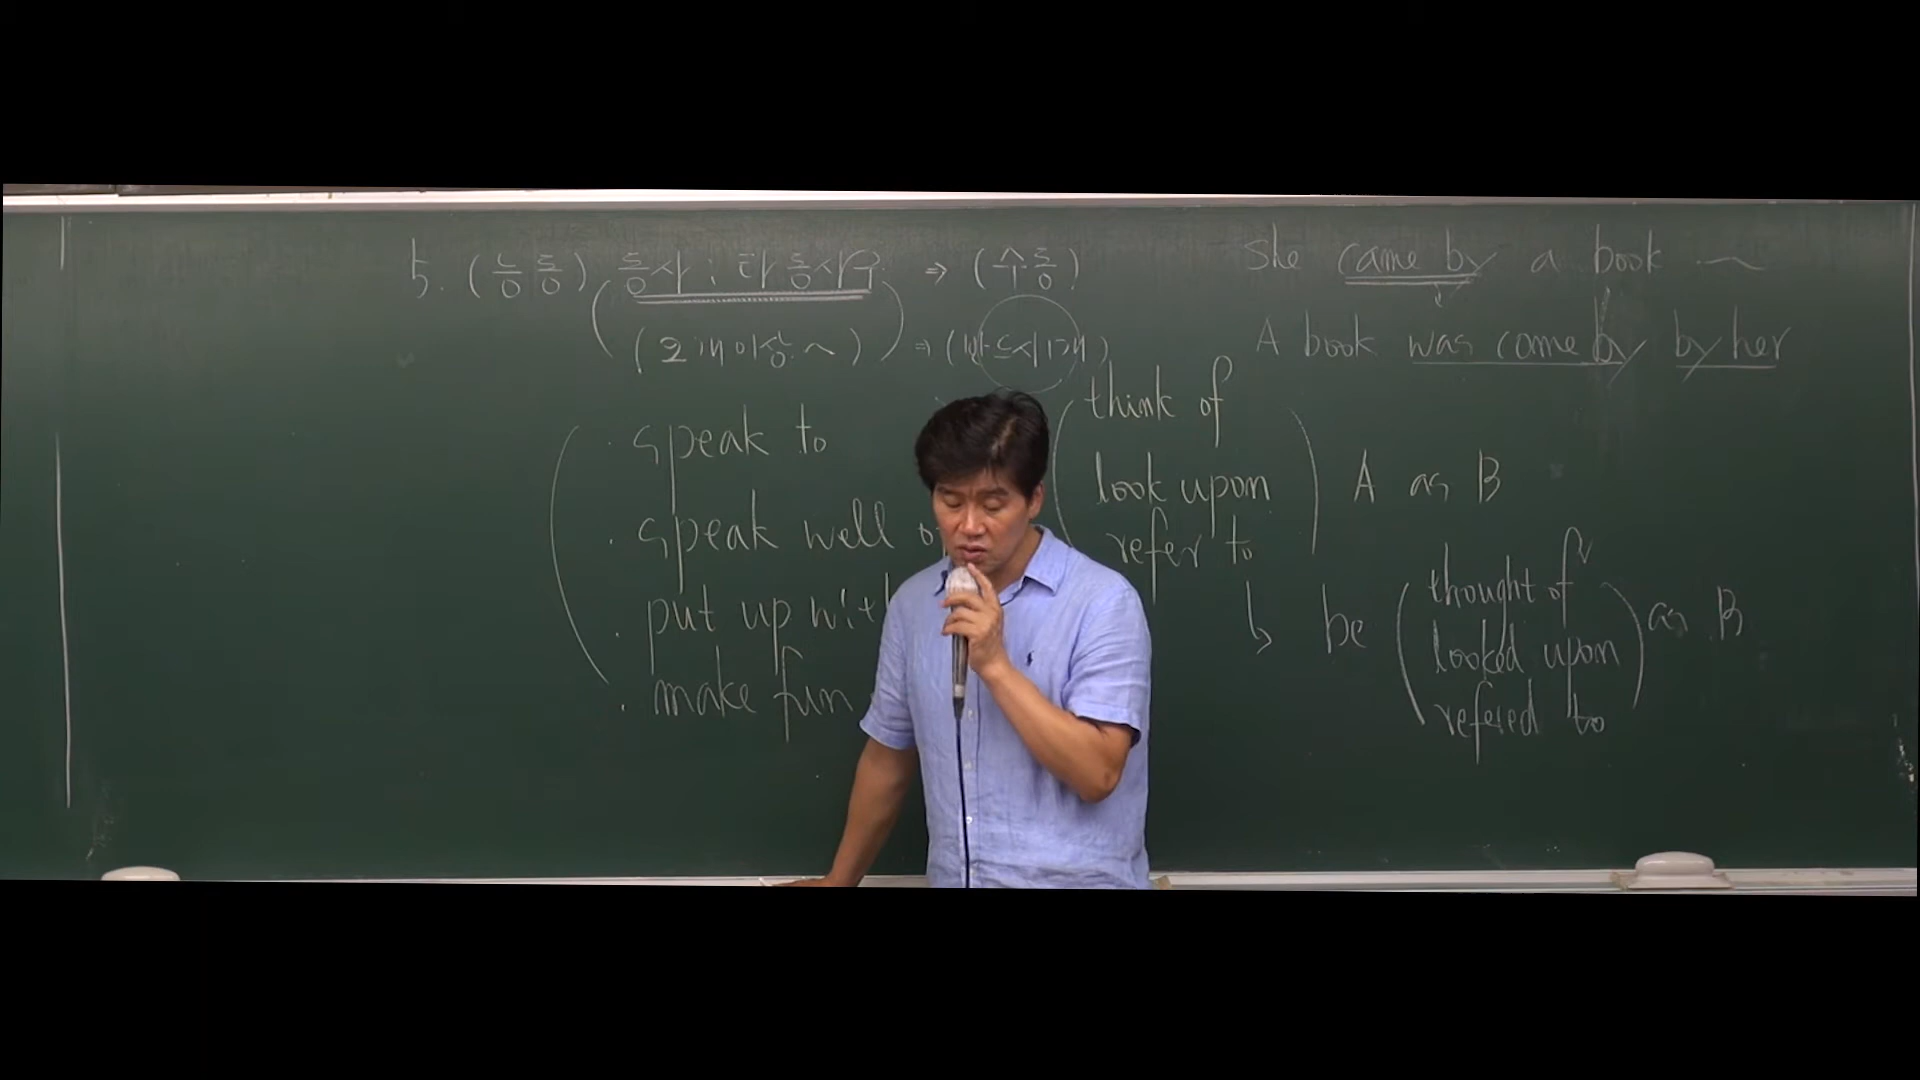 5. (능동) 동사 : 타동사구 ⇒ (수동)
(2개 이상 ~) ⇒ (반드시 1개)
· speak to
· speak well o
· put up wit
· make fun
think of
look upon
refer to
A as B
↳ be
thought of
looked upon
refered to
as B
She came by a book ~
A book was come by by her